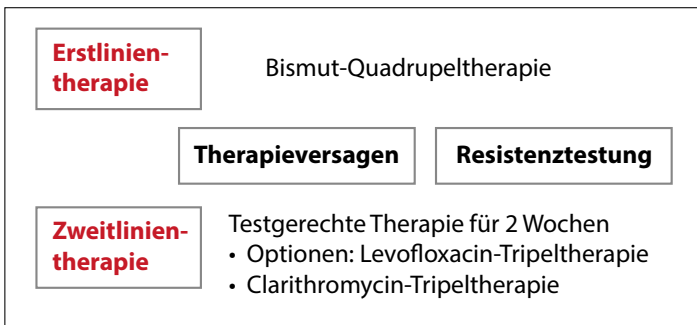 Erstlinien-
therapie
Bismut-Quadrupeltherapie
Therapieversagen
Resistenztestung
Zweitlinien-
therapie
Testgerechte Therapie für 2 Wochen
• Optionen: Levofloxacin-Tripeltherapie
• Clarithromycin-Tripeltherapie